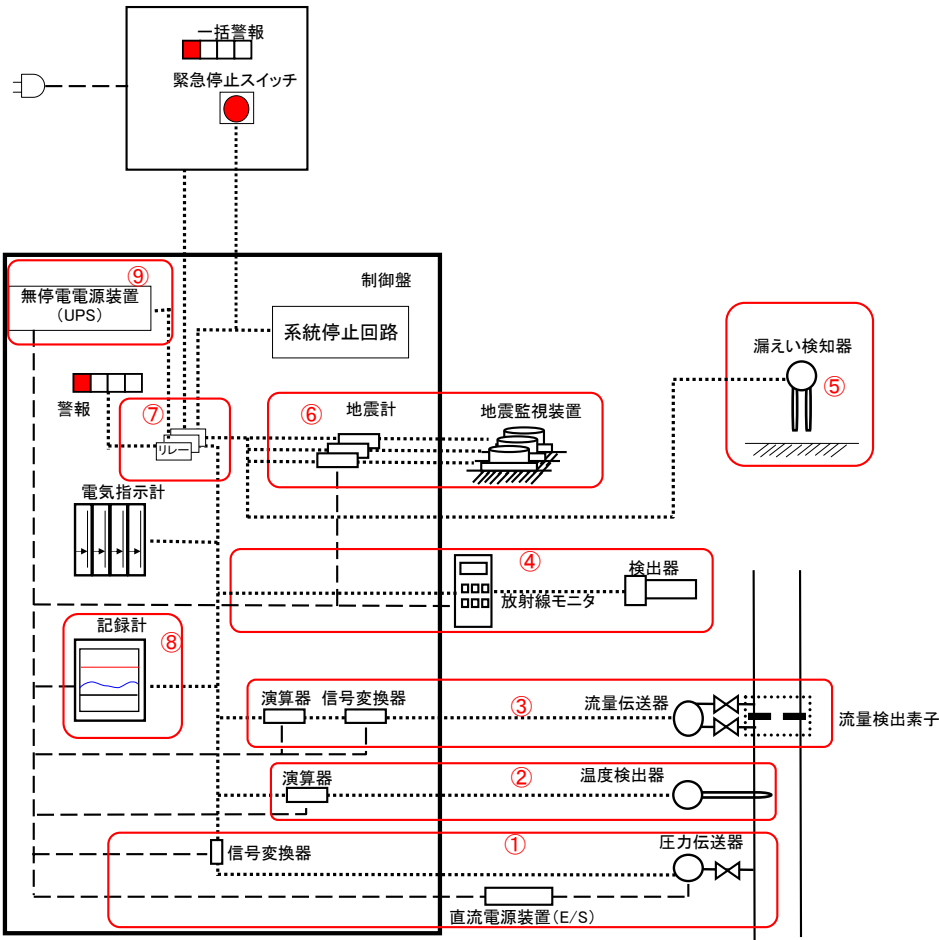 一括警報
緊急停止スイッチ
制御盤
⑨
無停電電源装置
（UPS）
系統停止回路
漏えい検知器
⑤
警報
⑦
⑥
地震計
地震監視装置
リレー
電気指示計
④
検出器
放射線モニタ
記録計
⑧
演算器
信号変換器
③
流量伝送器
流量検出素子
演算器
②
温度検出器
①
圧力伝送器
信号変換器
直流電源装置（E/S）